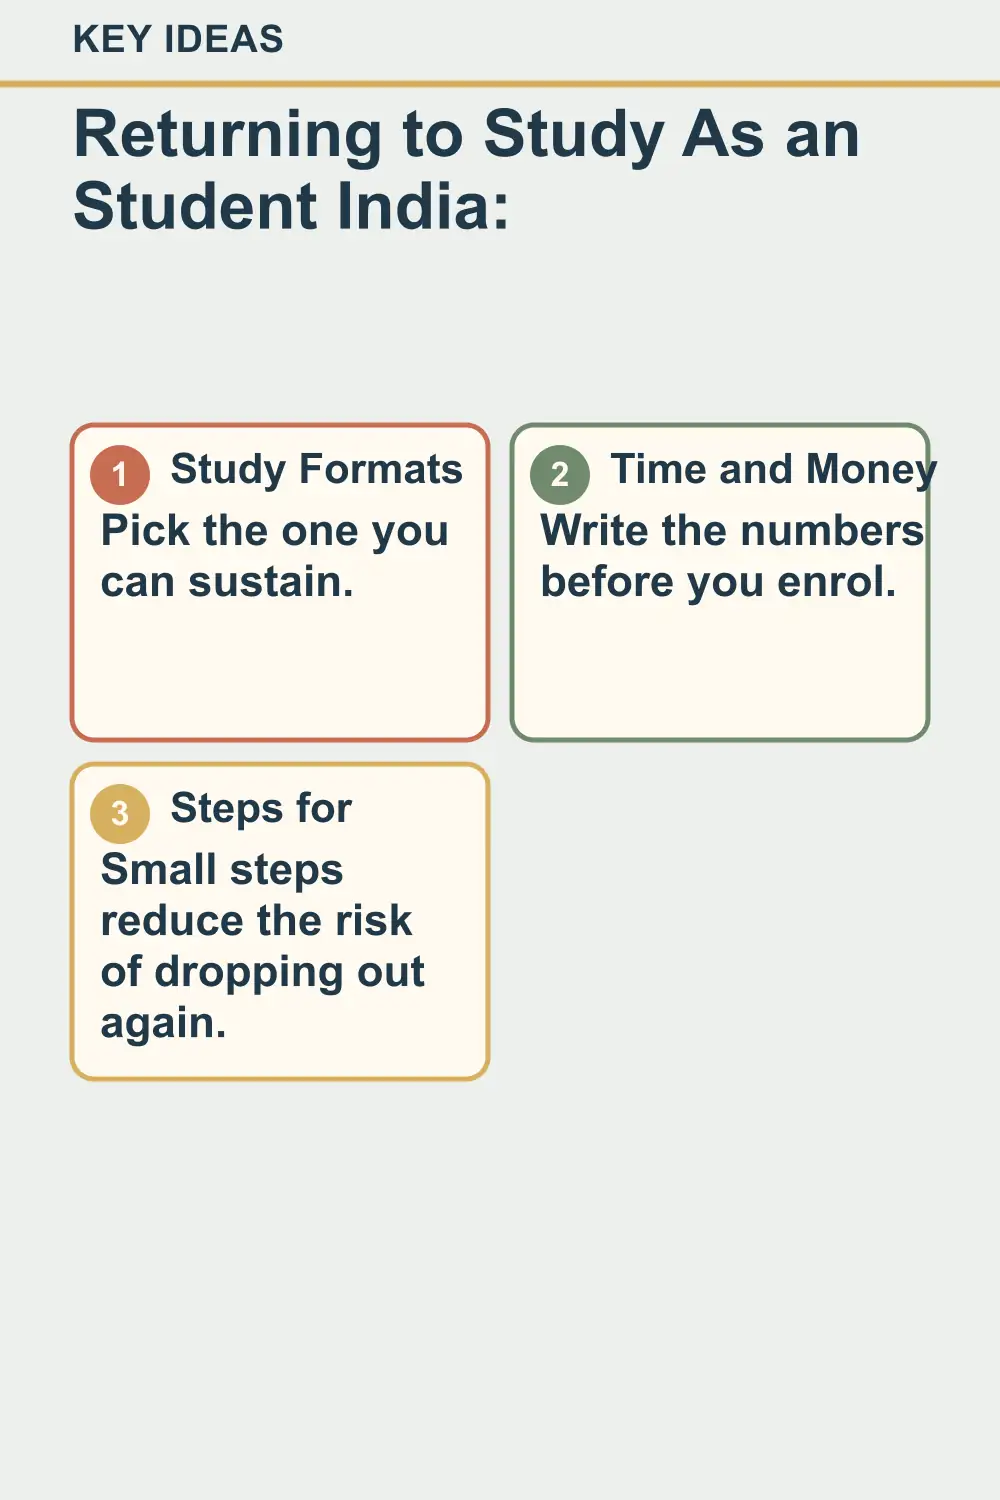 KEY IDEAS
Returning to Study As an
Student India:
1 Study Formats
Pick the one you
can sustain.
2 Time and Money
Write the numbers
before you enrol.
3 Steps for
Small steps
reduce the risk
of dropping out
again.